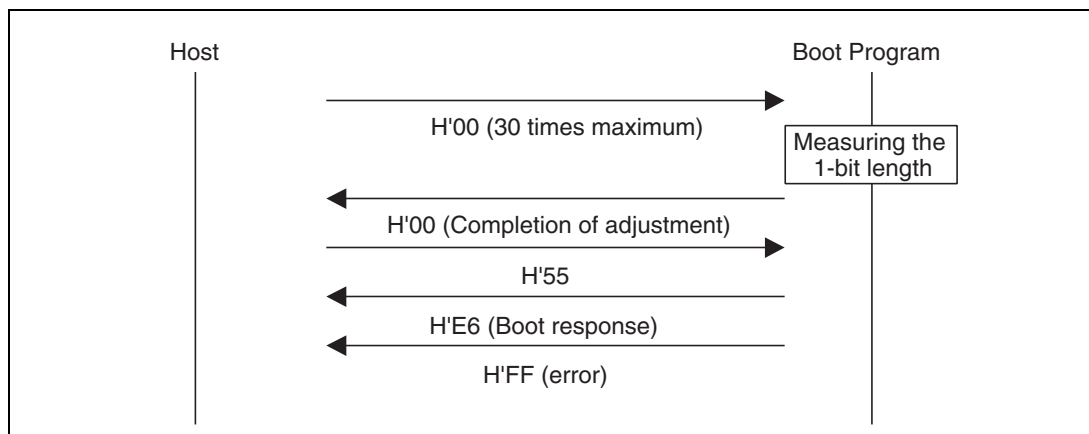 Host
Boot Program
H'00 (30 times maximum)
Measuring the
1-bit length
H'00 (Completion of adjustment)
H'55
H'E6 (Boot response)
H'FF (error)